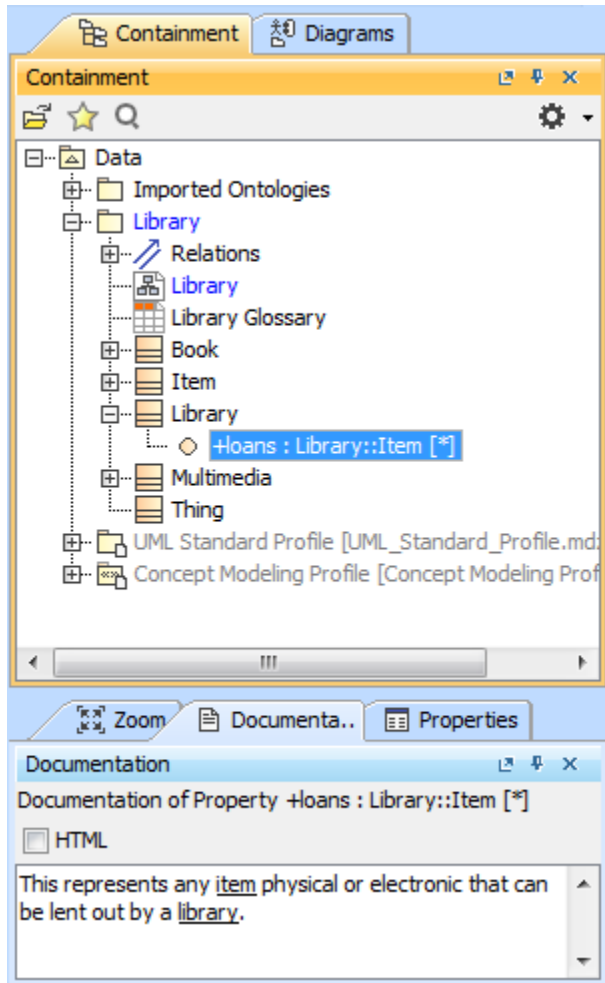 Containment Diagrams
Containment
Data
Imported Ontologies
Library
Relations
Library
Library Glossary
Book
Item
Library
+loans : Library::Item [*]
Multimedia
Thing
UML Standard Profile [UML_Standard_Profile.md
Concept Modeling Profile [Concept Modeling Prof
Zoom Documenta.. Properties
Documentation
Documentation of Property +loans : Library::Item [*]
HTML
This represents any item physical or electronic that can
be lent out by a library.